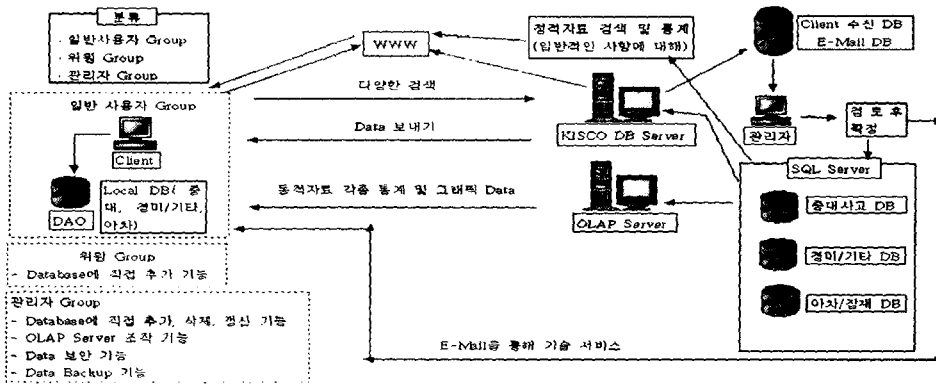 분류
· 일반사용자 Group
· 위원 Group
· 관리자 Group
WWW
정적자료 검색 및 통계
(일반적인 사항에 대해)
Client 수신 DB
E-Mail DB
일반 사용자 Group
Client
DAO
Local DB( 중
대, 경미/기타,
아차)
다양한 검색
Data 보내기
동적자료 각종 통계 및 그래픽 Data
KISCO DB Server
OLAP Server
관리자
검토후
확정
SQL Server
중대사고 DB
경미/기타 DB
아차/잠재 DB
위원 Group
- Database에 직접 추가 기능
관리자 Group
- Database에 직접 추가, 삭제, 갱신 기능
- OLAP Server 조작 기능
- Data 보안 기능
- Data Backup 기능
E-Mail을 통해 기술 서비스